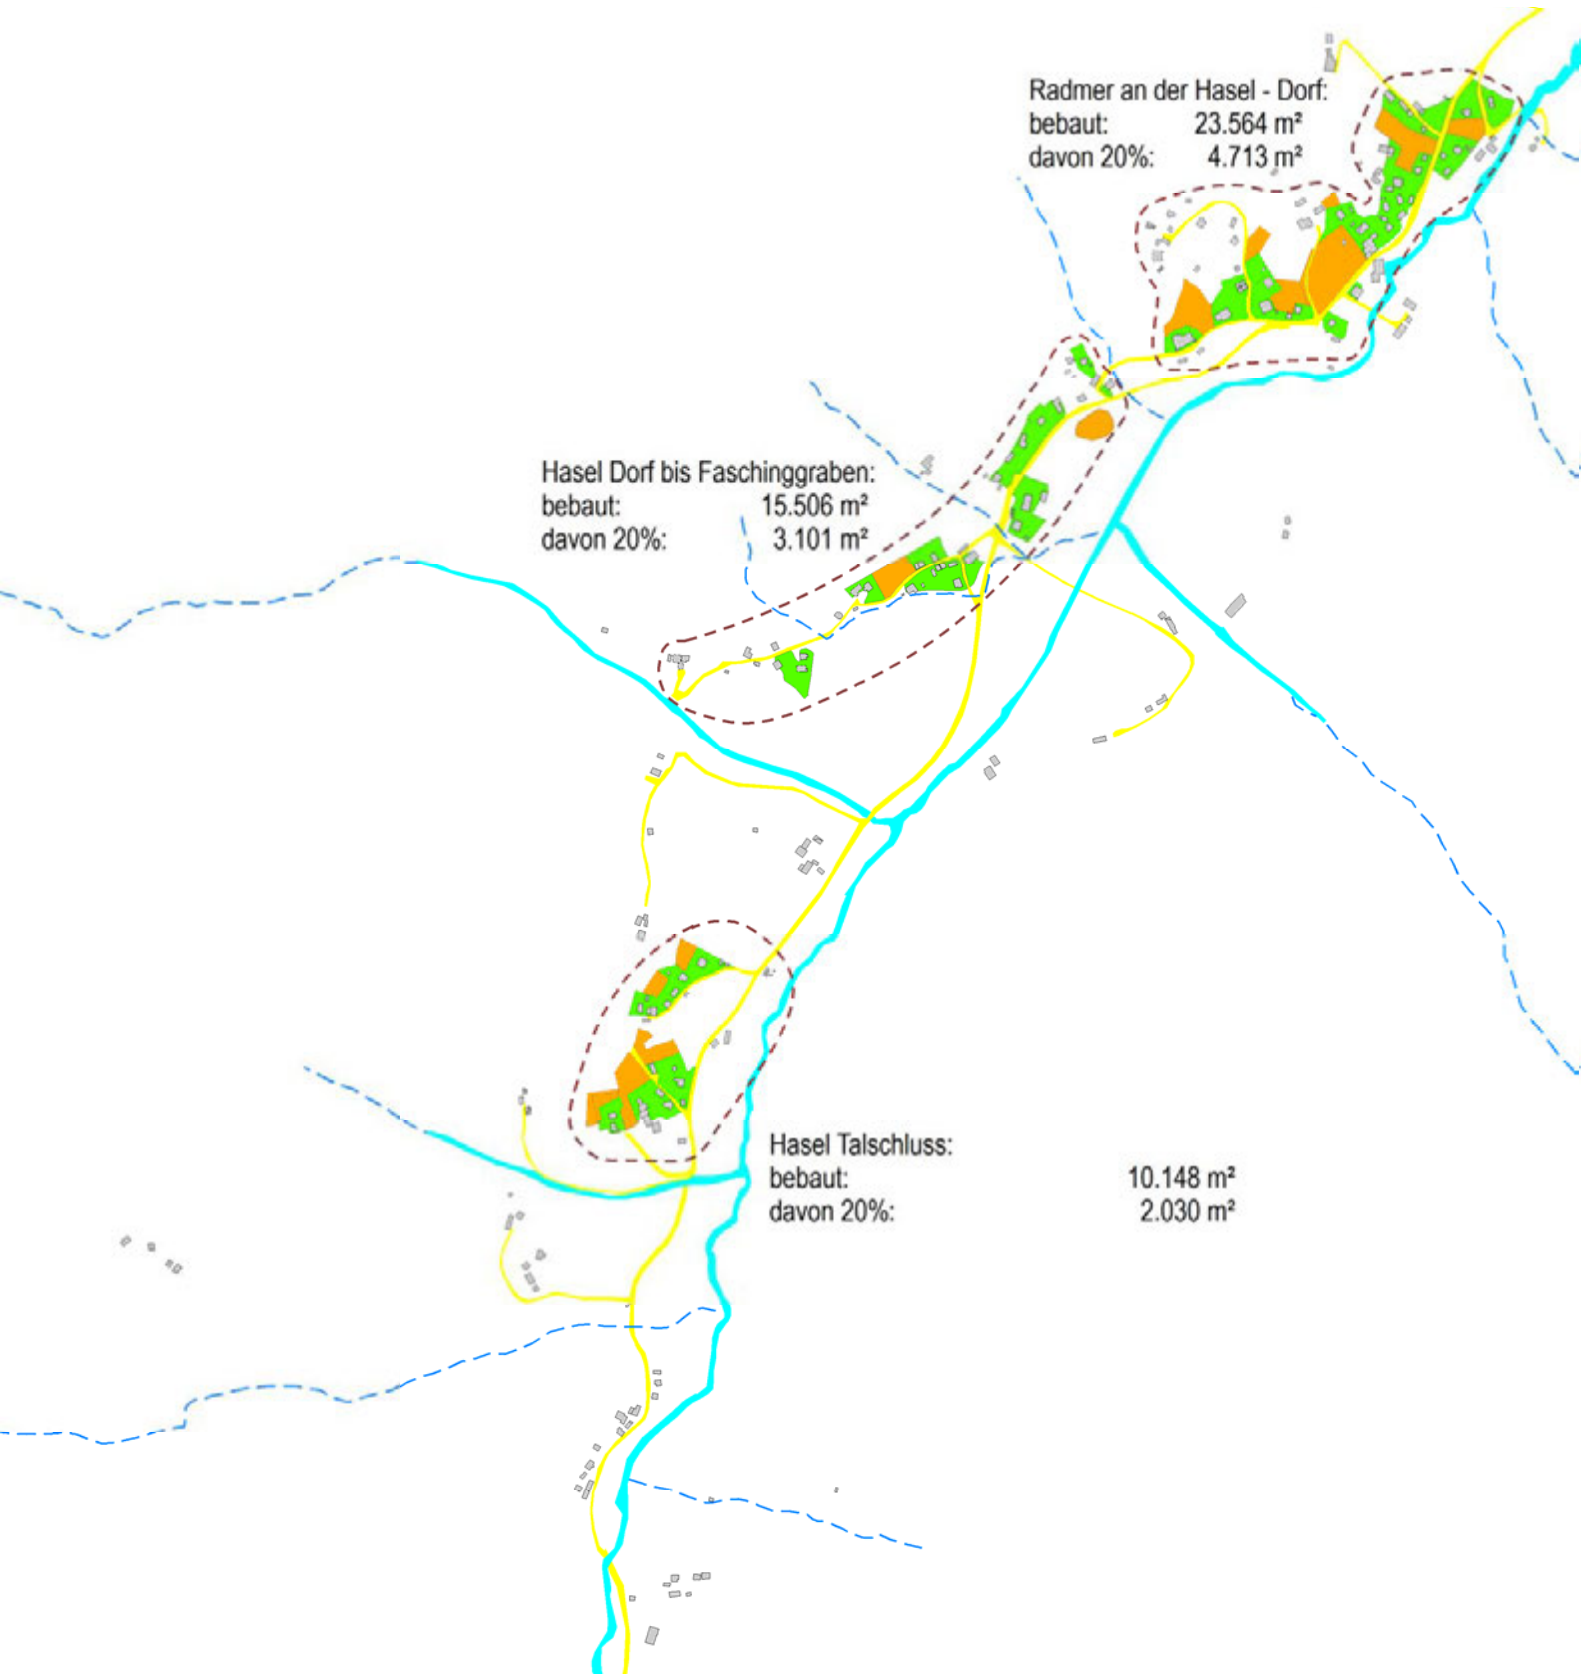 Radmer an der Hasel - Dorf:
bebaut: 23.564 m²
davon 20%: 4.713 m²
Hasel Dorf bis Faschinggraben:
bebaut: 15.506 m²
davon 20%: 3.101 m²
Hasel Talschluss:
bebaut: 10.148 m²
davon 20%: 2.030 m²